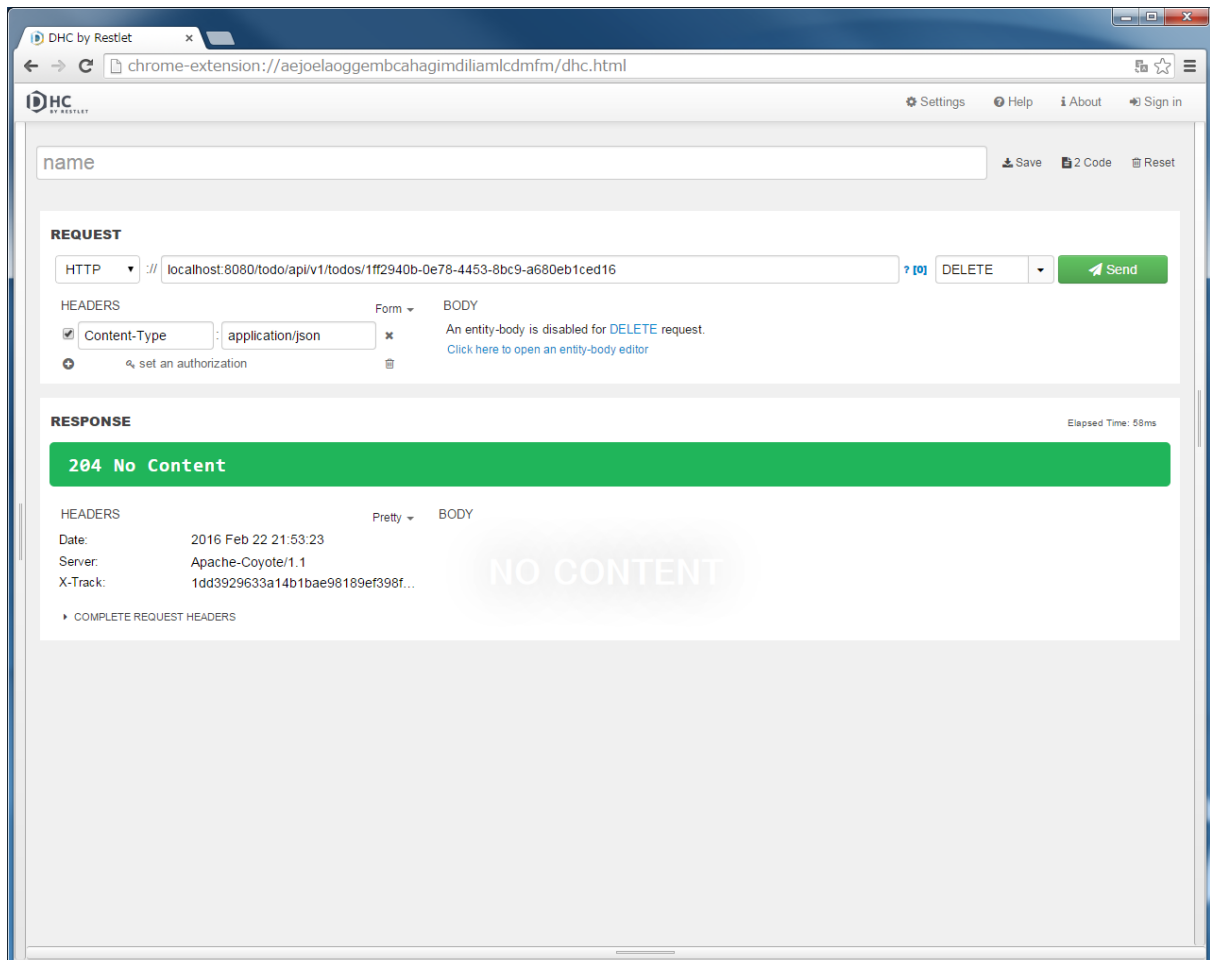 DHC by Restlet
chrome-extension://aejoelaoggembcahagimdiliamlcdmfm/dhc.html
DHC
BY RESTLET
Settings Help About Sign in
name
Save 2 Code Reset
REQUEST
HTTP :// localhost:8080/todo/api/v1/todos/1ff2940b-0e78-4453-8bc9-a680eb1ced16 ? [0] DELETE Send
HEADERS Form BODY
Content-Type : application/json An entity-body is disabled for DELETE request.
Click here to open an entity-body editor
set an authorization
RESPONSE Elapsed Time: 58ms
204 No Content
HEADERS Pretty BODY
Date: 2016 Feb 22 21:53:23
Server: Apache-Coyote/1.1
X-Track: 1dd3929633a14b1bae98189ef398f...
NO CONTENT
COMPLETE REQUEST HEADERS